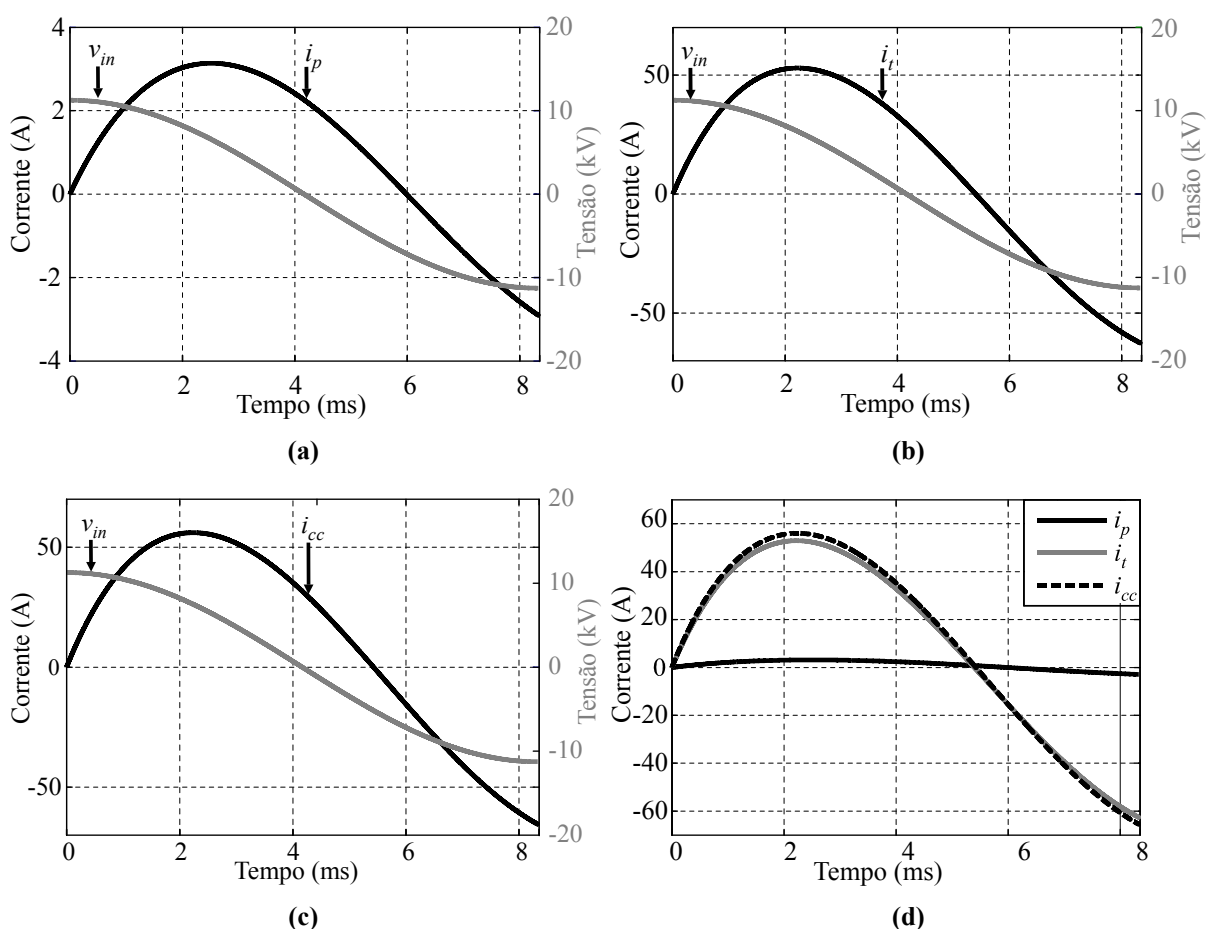 4
2
0
-2
-4
Corrente (A)
20
10
0
-10
-20
Tensão (kV)
v_in
i_p
0 2 4 6 8
Tempo (ms)
(a)
50
0
-50
Corrente (A)
20
10
0
-10
-20
Tensão (kV)
v_in
i_t
0 2 4 6 8
Tempo (ms)
(b)
50
0
-50
Corrente (A)
20
10
0
-10
-20
Tensão (kV)
v_in
i_cc
0 2 4 6 8
Tempo (ms)
(c)
60
40
20
0
-20
-40
-60
Corrente (A)
i_p
i_t
i_cc
0 2 4 6 8
Tempo (ms)
(d)